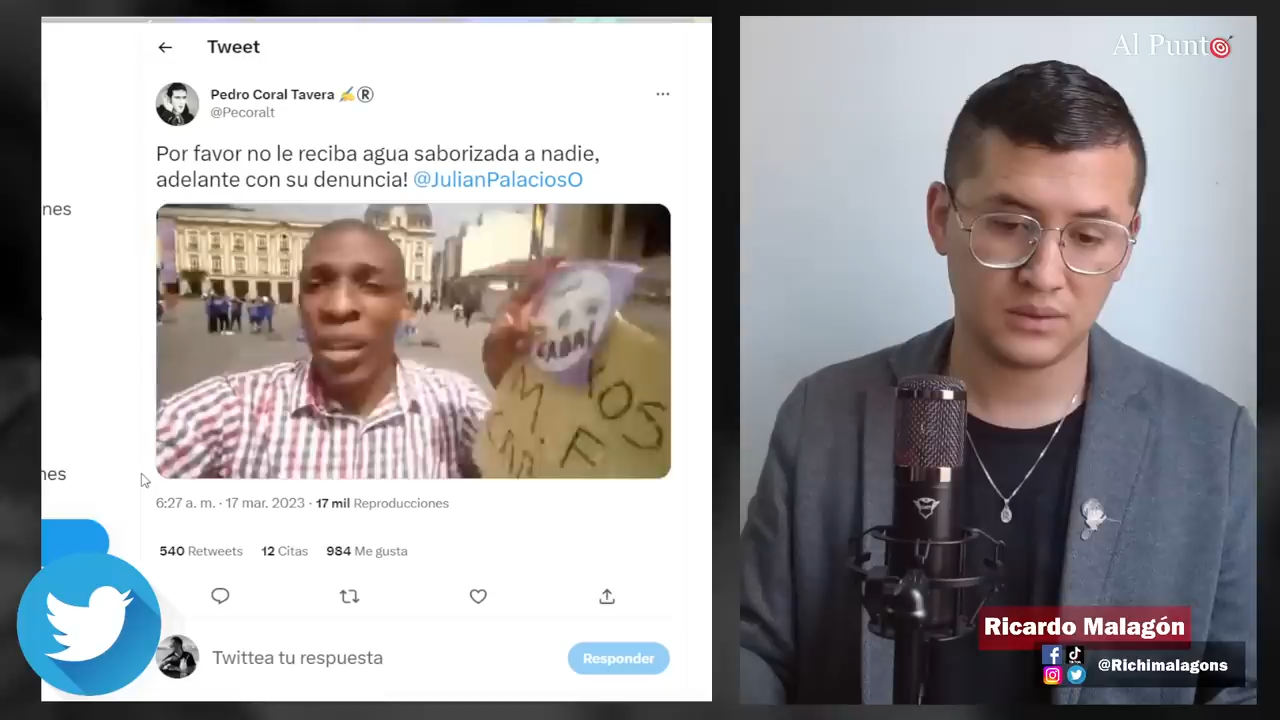 Tweet
Pedro Coral Tavera ✍️®
@Pecoralt
Por favor no le reciba agua saborizada a nadie,
adelante con su denuncia! @JulianPalaciosO
nes
nes
6:27 a. m. · 17 mar. 2023 · 17 mil Reproducciones
540 Retweets 12 Citas 984 Me gusta
Twittea tu respuesta
Responder
Al Punto
Ricardo Malagón
@Richimalagons